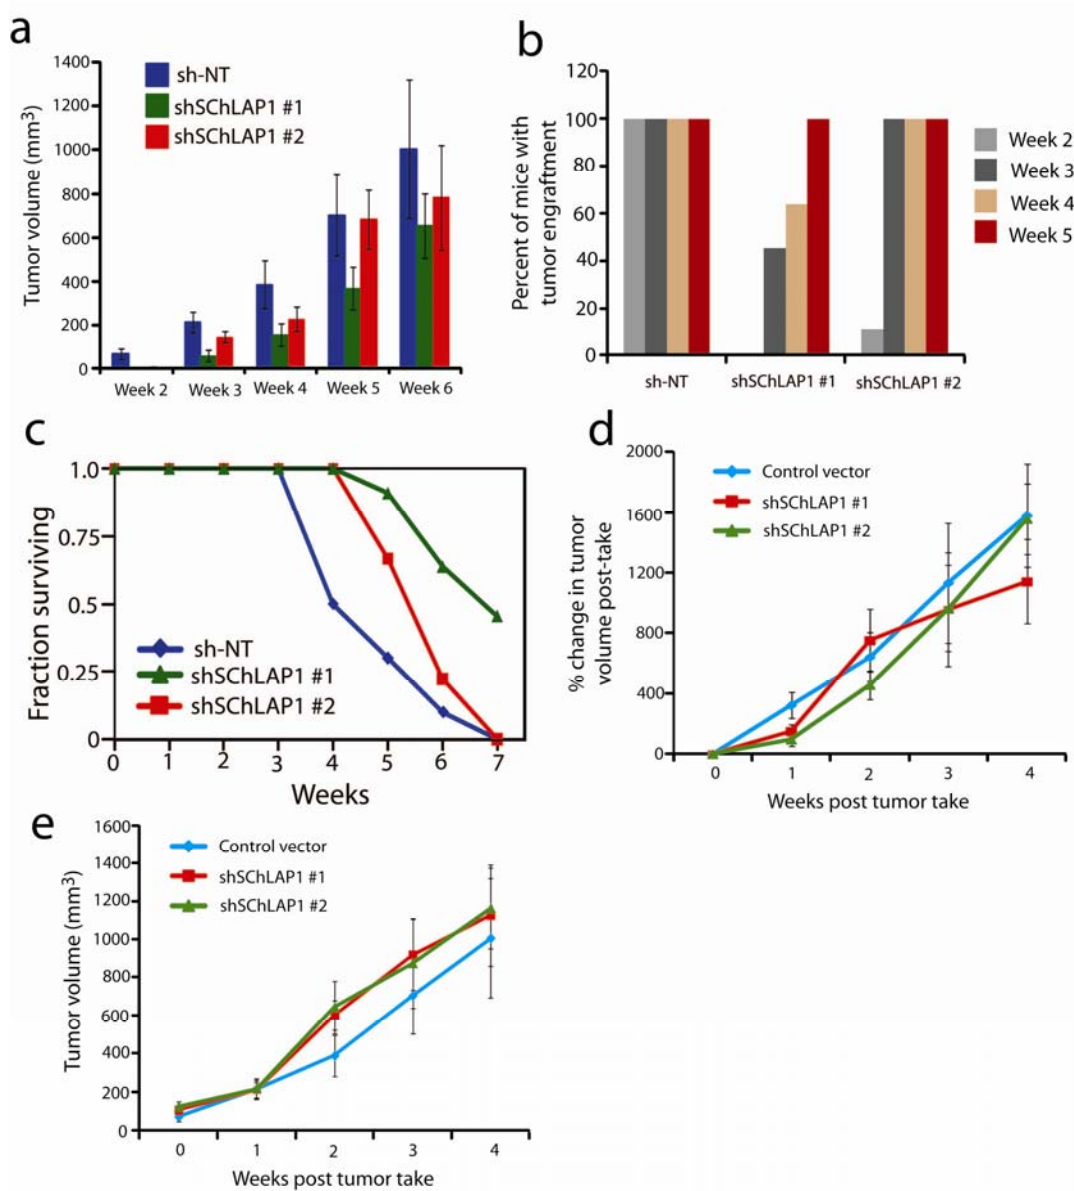 a
Tumor volume (mm3)
1400
1200
1000
800
600
400
200
0
sh-NT
shSChLAP1 #1
shSChLAP1 #2
Week 2
Week 3
Week 4
Week 5
Week 6
b
Percent of mice with
tumor engraftment
120
100
80
60
40
20
0
sh-NT
shSChLAP1 #1
shSChLAP1 #2
Week 2
Week 3
Week 4
Week 5
c
Fraction surviving
1.0
0.75
0.5
0.25
0
sh-NT
shSChLAP1 #1
shSChLAP1 #2
0 1 2 3 4 5 6 7
Weeks
d
% change in tumor
volume post-take
2000
1600
1200
800
400
0
Control vector
shSChLAP1 #1
shSChLAP1 #2
0 1 2 3 4
Weeks post tumor take
e
Tumor volume (mm3)
1600
1400
1200
1000
800
600
400
200
0
Control vector
shSChLAP1 #1
shSChLAP1 #2
0 1 2 3 4
Weeks post tumor take